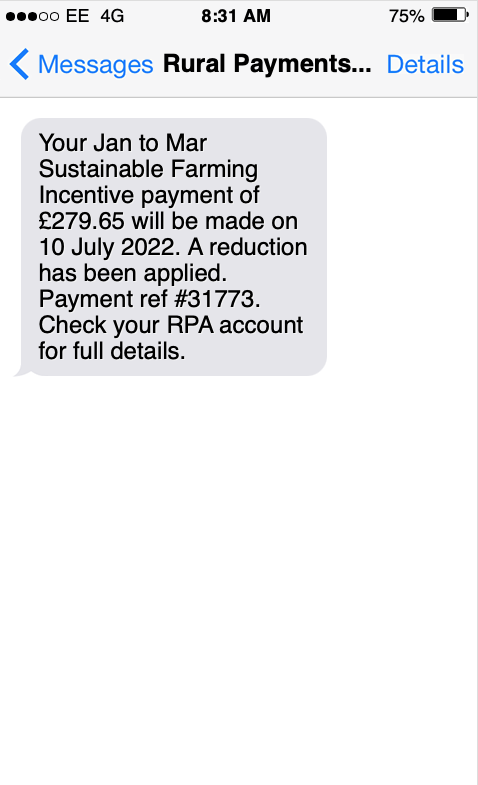 EE 4G 8:31 AM 75%
Messages Rural Payments... Details
Your Jan to Mar
Sustainable Farming
Incentive payment of
£279.65 will be made on
10 July 2022. A reduction
has been applied.
Payment ref #31773.
Check your RPA account
for full details.